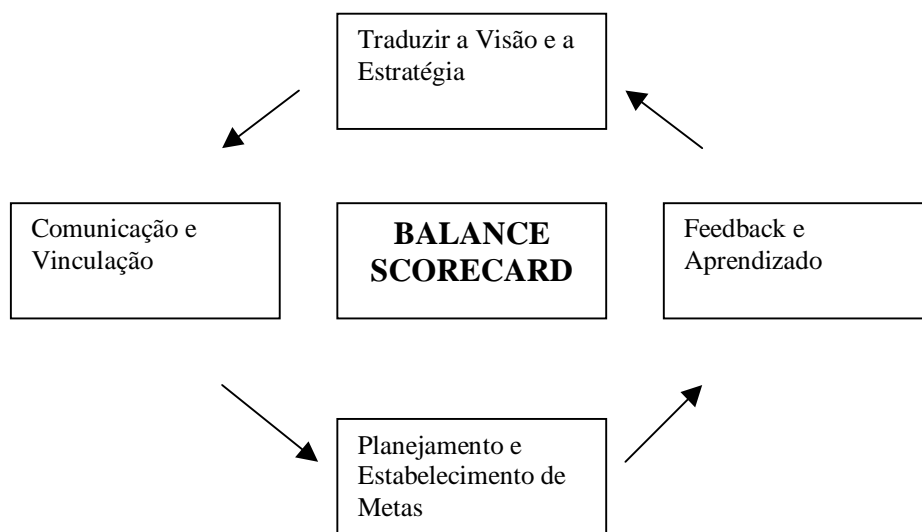 Traduzir a Visão e a
Estratégia
Comunicação e
Vinculação
BALANCE
SCORECARD
Feedback e
Aprendizado
Planejamento e
Estabelecimento de
Metas